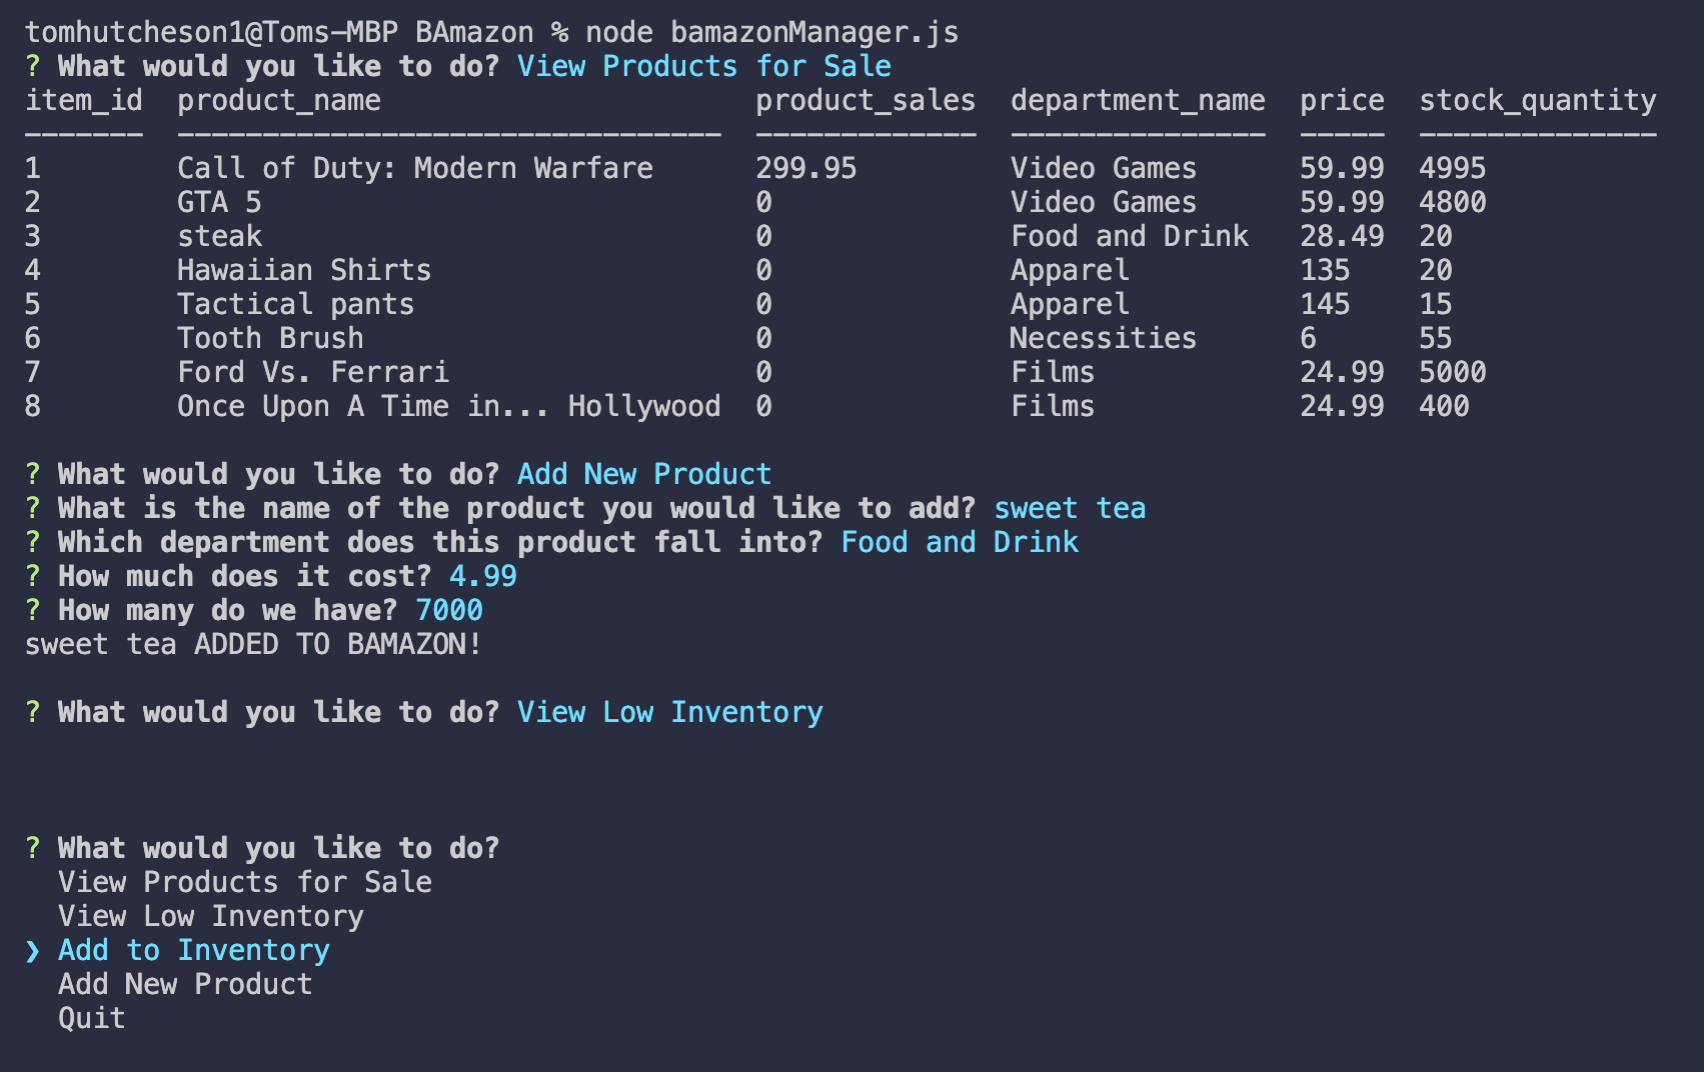 tomhutcheson1@Toms-MBP BAmazon % node bamazonManager.js
? What would you like to do? View Products for Sale
item_id  product_name                      product_sales  department_name  price  stock_quantity
-------  --------------------------------  -------------  ---------------  -----  --------------
1        Call of Duty: Modern Warfare      299.95         Video Games      59.99  4995
2        GTA 5                             0              Video Games      59.99  4800
3        steak                             0              Food and Drink   28.49  20
4        Hawaiian Shirts                   0              Apparel          135    20
5        Tactical pants                    0              Apparel          145    15
6        Tooth Brush                       0              Necessities      6      55
7        Ford Vs. Ferrari                  0              Films            24.99  5000
8        Once Upon A Time in... Hollywood  0              Films            24.99  400
? What would you like to do? Add New Product
? What is the name of the product you would like to add? sweet tea
? Which department does this product fall into? Food and Drink
? How much does it cost? 4.99
? How many do we have? 7000
sweet tea ADDED TO BAMAZON!
? What would you like to do? View Low Inventory
? What would you like to do?
  View Products for Sale
  View Low Inventory
❯ Add to Inventory
  Add New Product
  Quit